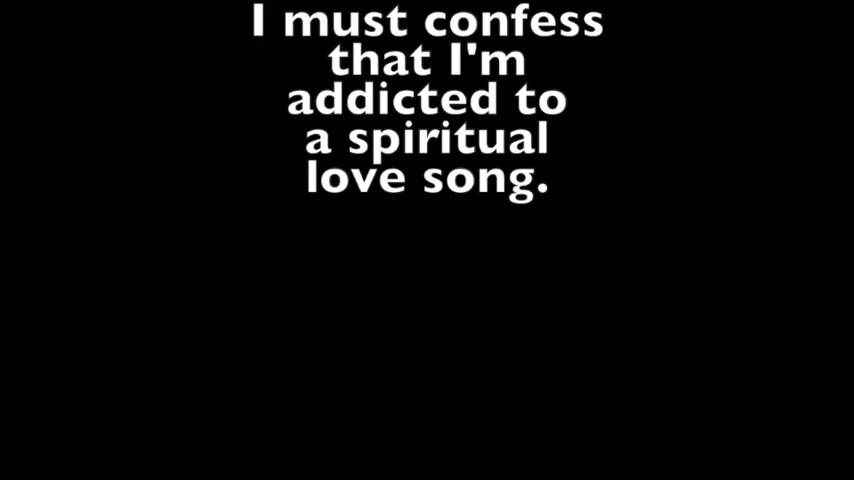 I must confess
that I'm
addicted to
a spiritual
love song.